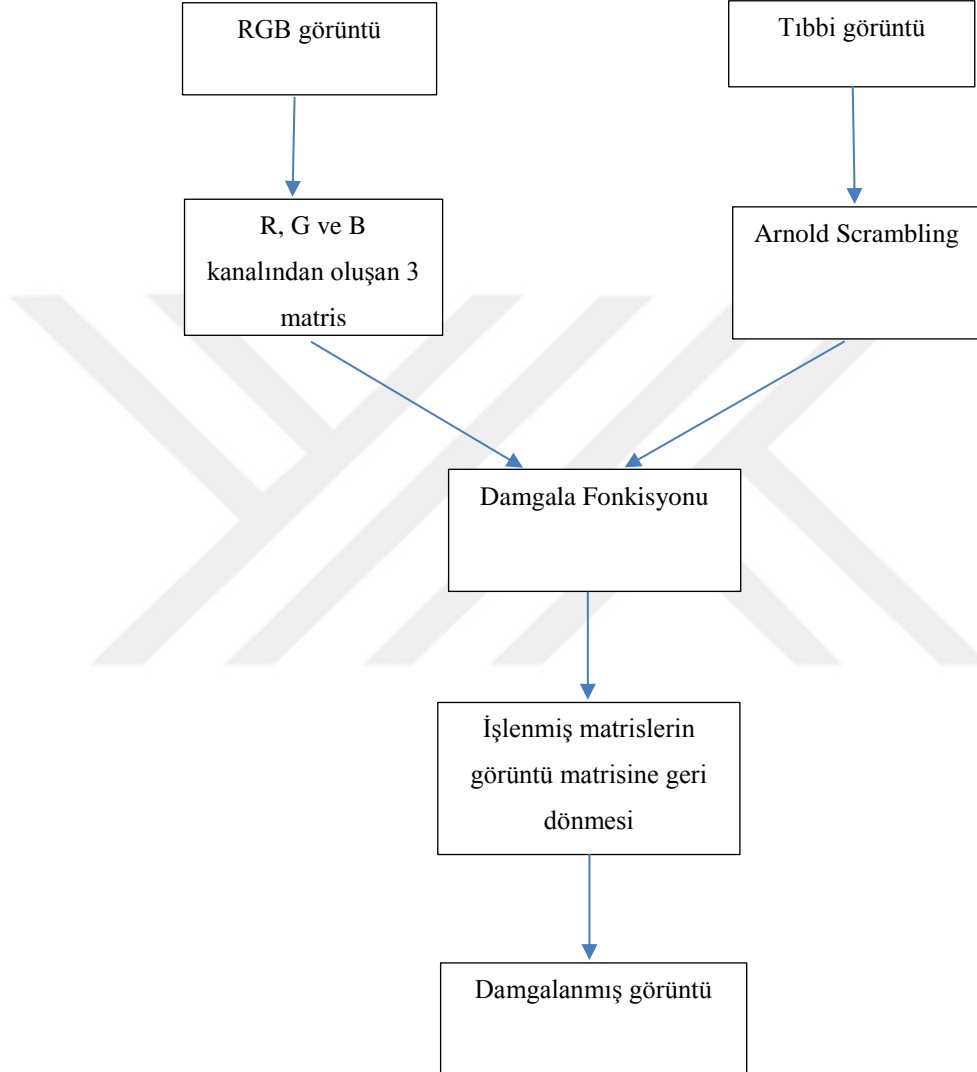 RGB görüntü
Tıbbi görüntü
R, G ve B
kanalından oluşan 3
matris
Arnold Scrambling
Damgala Fonkisyonu
İşlenmiş matrislerin
görüntü matrisine geri
dönmesi
Damgalanmış görüntü